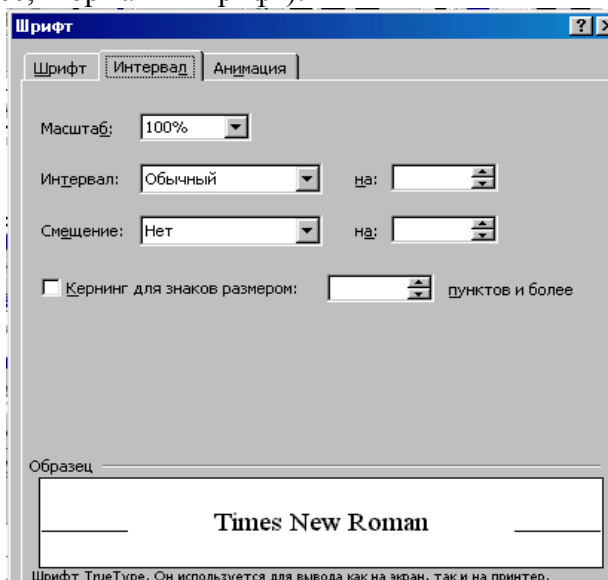 Шрифт
Шрифт Интервал Анимация
Масштаб: 100%
Интервал: Обычный на:
Смещение: Нет на:
Кернинг для знаков размером: пунктов и более
Образец
Times New Roman
Шрифт TrueType. Он используется для вывода как на экран, так и на принтер.